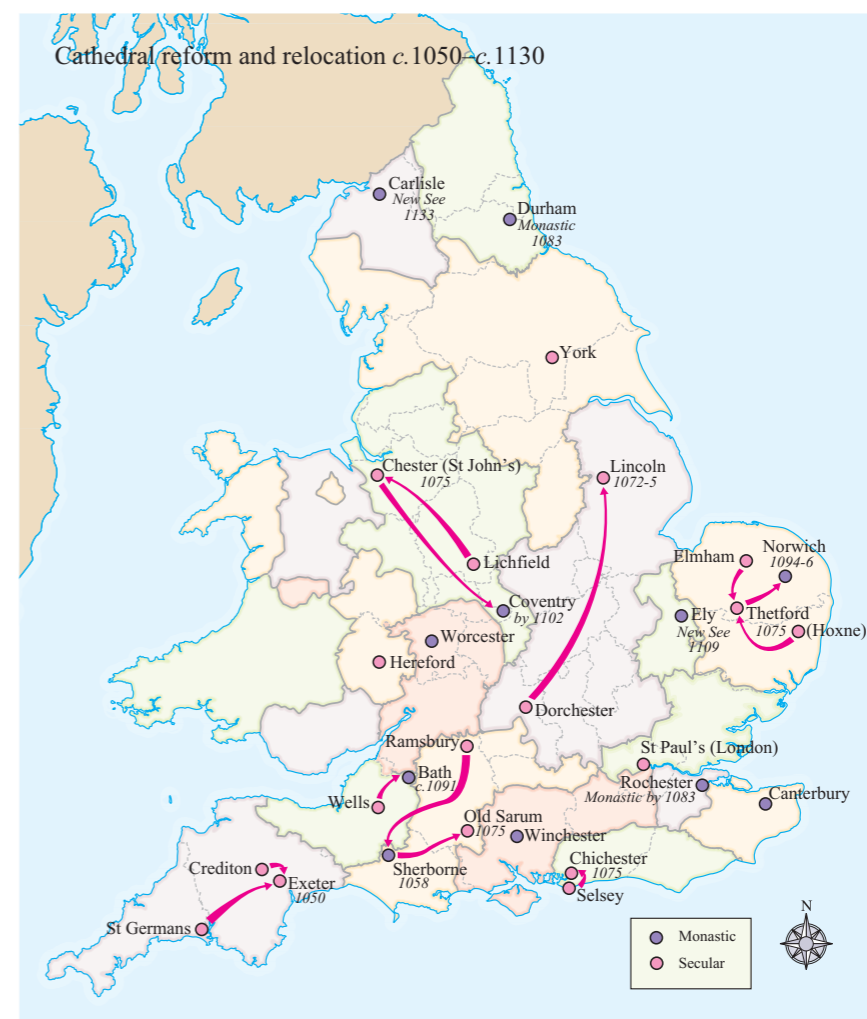 Cathedral reform and relocation c.1050–c.1130
Carlisle
New See
1133
Durham
Monastic
1083
York
Chester (St John's)
1075
Lincoln
1072-5
Lichfield
Elmham
Norwich
1094-6
Coventry
by 1102
Ely
New See
1109
Thetford
1075
(Hoxne)
Worcester
Hereford
Dorchester
Ramsbury
St Paul's (London)
Bath
c.1091
Rochester
Monastic by 1083
Canterbury
Wells
Old Sarum
1075
Winchester
Sherborne
1058
Chichester
1075
Selsey
Crediton
Exeter
1050
St Germans
N
Monastic
Secular